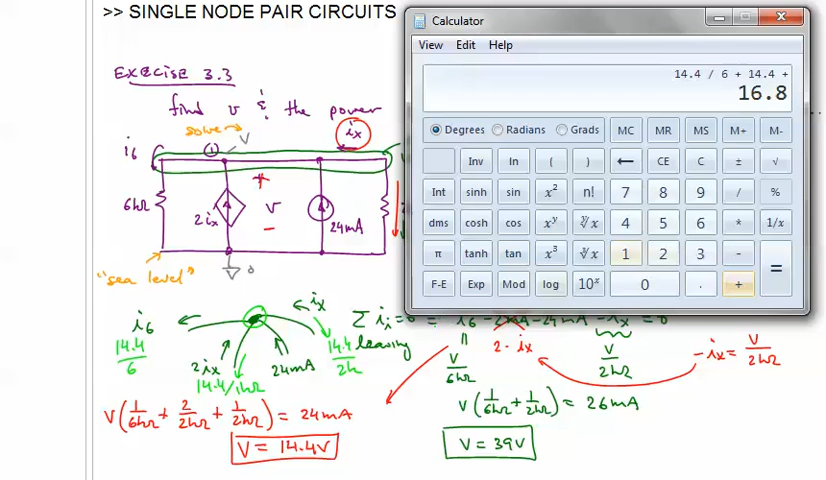 >> SINGLE NODE PAIR CIRCUITS
Exercise 3.3
find v & the power
solve
ix
i6
1
V
6kΩ
2ix
V
24mA
"sea level"
0
Calculator
View Edit Help
14.4 / 6 + 14.4 +
16.8
Degrees Radians Grads
MC MR MS M+ M-
Inv ln ( ) ← CE C ± √
Int sinh sin x² n! 7 8 9 / %
dms cosh cos xʸ ʸ√x 4 5 6 * 1/x
π tanh tan x³ ³√x 1 2 3 - =
F-E Exp Mod log 10ˣ 0 . +
i6
14.4/6
ix
2ix
14.4/1kΩ
24mA
14.4/2k
Σ ii = 0 = i6 - 2mA - 24mA - ix = 0
leaving
2·ix
V/6kΩ
V/2kΩ
-ix = V/2kΩ
V(1/6kΩ + 2/2kΩ + 1/2kΩ) = 24mA
V = 14.4V
V(1/6kΩ + 1/2kΩ) = 26mA
V = 39V